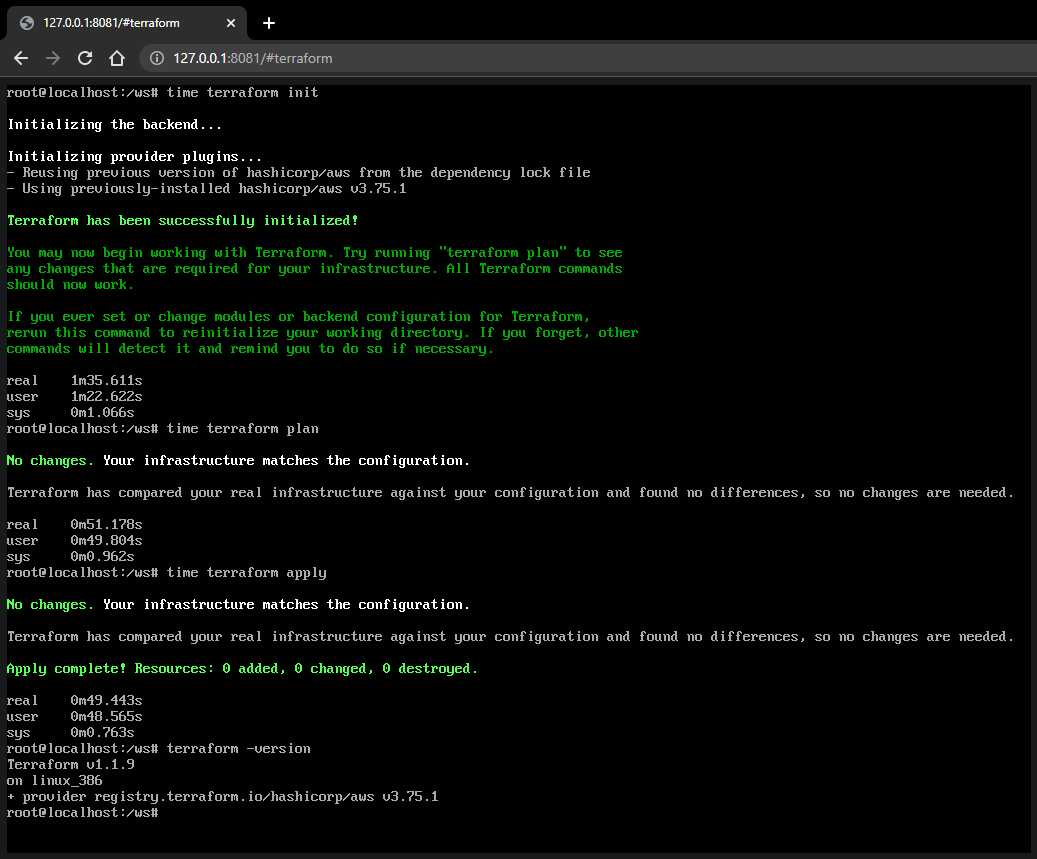 127.0.0.1:8081/#terraform
127.0.0.1:8081/#terraform
root@localhost:/ws# time terraform init
Initializing the backend...
Initializing provider plugins...
- Reusing previous version of hashicorp/aws from the dependency lock file
- Using previously-installed hashicorp/aws v3.75.1
Terraform has been successfully initialized!
You may now begin working with Terraform. Try running "terraform plan" to see
any changes that are required for your infrastructure. All Terraform commands
should now work.
If you ever set or change modules or backend configuration for Terraform,
rerun this command to reinitialize your working directory. If you forget, other
commands will detect it and remind you to do so if necessary.
real    1m35.611s
user    1m22.622s
sys     0m1.066s
root@localhost:/ws# time terraform plan
No changes. Your infrastructure matches the configuration.
Terraform has compared your real infrastructure against your configuration and found no differences, so no changes are needed.
real    0m51.178s
user    0m49.804s
sys     0m0.962s
root@localhost:/ws# time terraform apply
No changes. Your infrastructure matches the configuration.
Terraform has compared your real infrastructure against your configuration and found no differences, so no changes are needed.
Apply complete! Resources: 0 added, 0 changed, 0 destroyed.
real    0m49.443s
user    0m48.565s
sys     0m0.763s
root@localhost:/ws# terraform -version
Terraform v1.1.9
on linux_386
+ provider registry.terraform.io/hashicorp/aws v3.75.1
root@localhost:/ws#